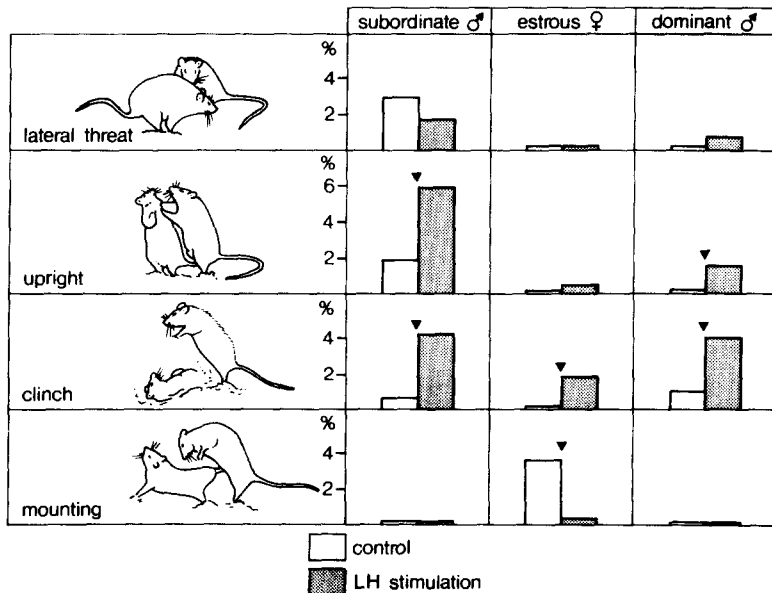 subordinate ♂ estrous ♀ dominant ♂
%
4
2
lateral threat
%
6
4
2
upright
%
4
2
clinch
%
4
2
mounting
control
LH stimulation